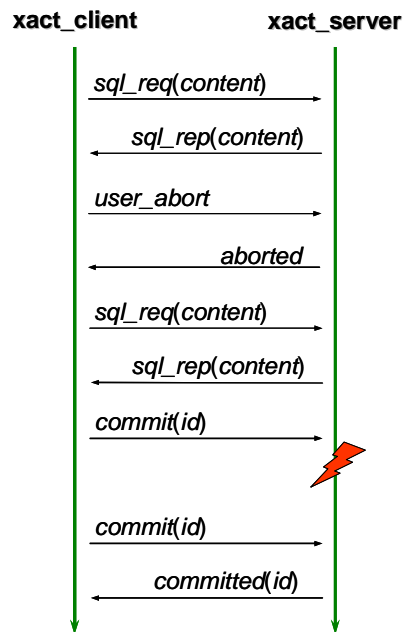 xact_client xact_server
sql_req(content)
sql_rep(content)
user_abort
aborted
sql_req(content)
sql_rep(content)
commit(id)
commit(id)
committed(id)